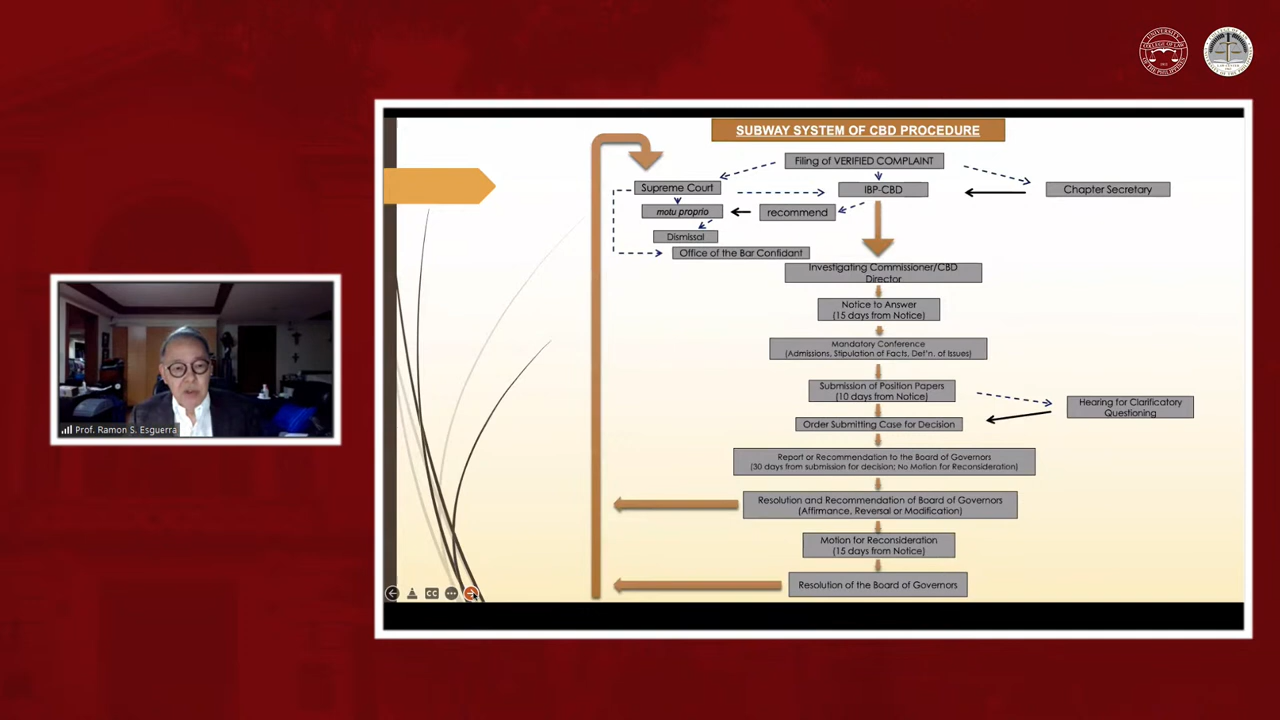 SUBWAY SYSTEM OF CBD PROCEDURE
Filing of VERIFIED COMPLAINT
Supreme Court
IBP-CBD
Chapter Secretary
motu proprio
recommend
Dismissal
Office of the Bar Confidant
Investigating Commissioner/CBD
Director
Notice to Answer
(15 days from Notice)
Mandatory Conference
(Admissions, Stipulation of Facts, Def'n. of Issues)
Submission of Position Papers
(10 days from Notice)
Hearing for Clarificatory
Questioning
Order Submitting Case for Decision
Report or Recommendation to the Board of Governors
(30 days from submission for decision; No Motion for Reconsideration)
Resolution and Recommendation of Board of Governors
(Affirmance, Reversal or Modification)
Motion for Reconsideration
(15 days from Notice)
Resolution of the Board of Governors
CC
Prof. Ramon S. Esguerra